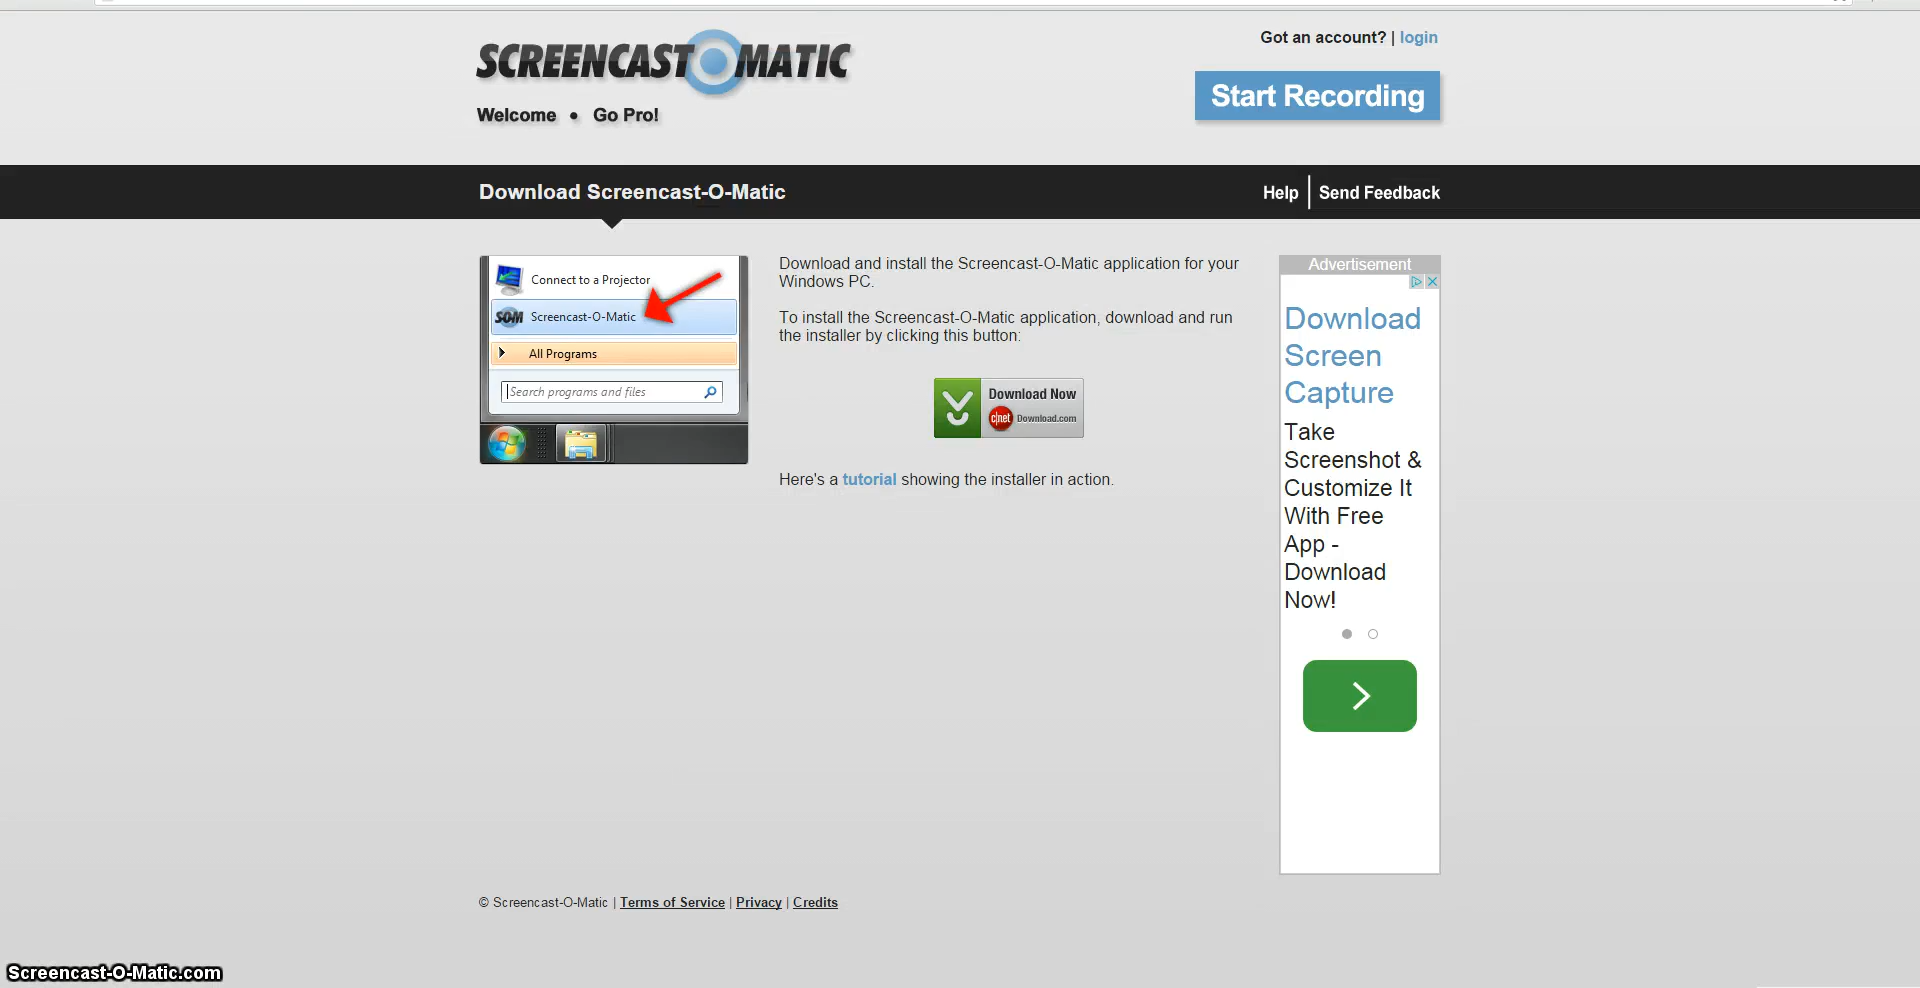 SCREENCAST O MATIC
Got an account? | login
Start Recording
Welcome • Go Pro!
Download Screencast-O-Matic
Help | Send Feedback
Connect to a Projector
SOM Screencast-O-Matic
All Programs
Search programs and files
Download and install the Screencast-O-Matic application for your
Windows PC.
To install the Screencast-O-Matic application, download and run
the installer by clicking this button:
Download Now
c|net Download.com
Here's a tutorial showing the installer in action.
Advertisement
Download
Screen
Capture
Take
Screenshot &
Customize It
With Free
App -
Download
Now!
© Screencast-O-Matic | Terms of Service | Privacy | Credits
Screencast-O-Matic.com